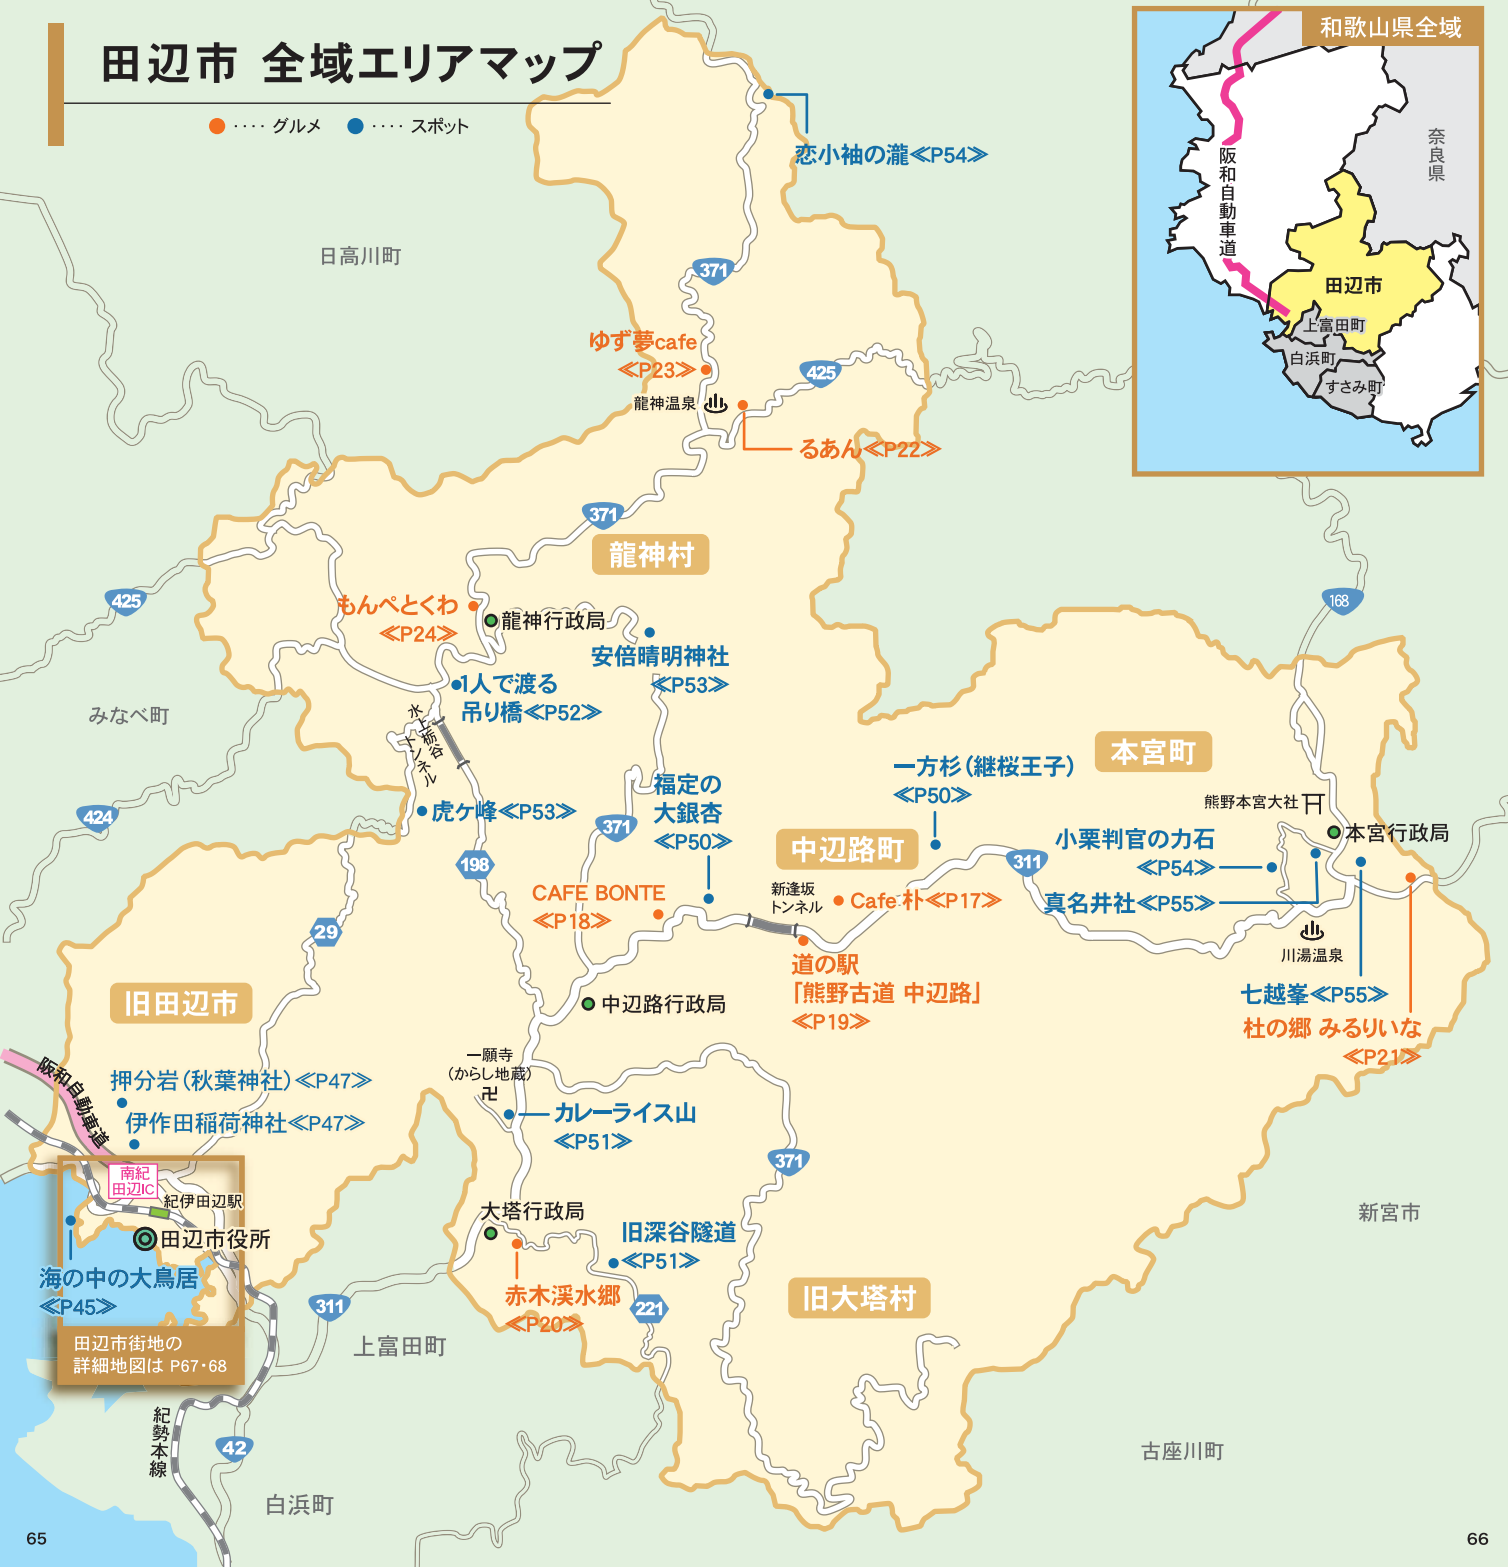 田辺市 全域エリアマップ
●‥‥グルメ ●‥‥スポット
和歌山県全域
奈良県
阪和自動車道
田辺市
上富田町
白浜町
すさみ町
恋小袖の瀧≪P54≫
日高川町
371
ゆず夢cafe
≪P23≫
425
龍神温泉
るあん≪P22≫
371
龍神村
425
168
もんぺとくわ
≪P24≫
龍神行政局
安倍晴明神社
≪P53≫
1人で渡る
吊り橋≪P52≫
みなべ町
水上栃谷
トンネル
本宮町
一方杉(継桜王子)
≪P50≫
福定の
大銀杏
≪P50≫
虎ケ峰≪P53≫
424
371
熊野本宮大社
本宮行政局
小栗判官の力石
≪P54≫
中辺路町
311
198
新逢坂
トンネル
CAFE BONTE
≪P18≫
Cafe 朴≪P17≫
真名井社≪P55≫
29
川湯温泉
道の駅
「熊野古道 中辺路」
≪P19≫
七越峯≪P55≫
杜の郷 みるりいな
≪P21≫
旧田辺市
中辺路行政局
一願寺
(からし地蔵)
卍
阪和自動車道
押分岩(秋葉神社)≪P47≫
伊作田稲荷神社≪P47≫
カレーライス山
≪P51≫
371
南紀
田辺IC
紀伊田辺駅
田辺市役所
大塔行政局
新宮市
旧深谷隧道
≪P51≫
海の中の大鳥居
≪P45≫
赤木渓水郷
≪P20≫
221
旧大塔村
311
田辺市街地の
詳細地図は P67・68
上富田町
紀勢本線
42
古座川町
白浜町
65
66